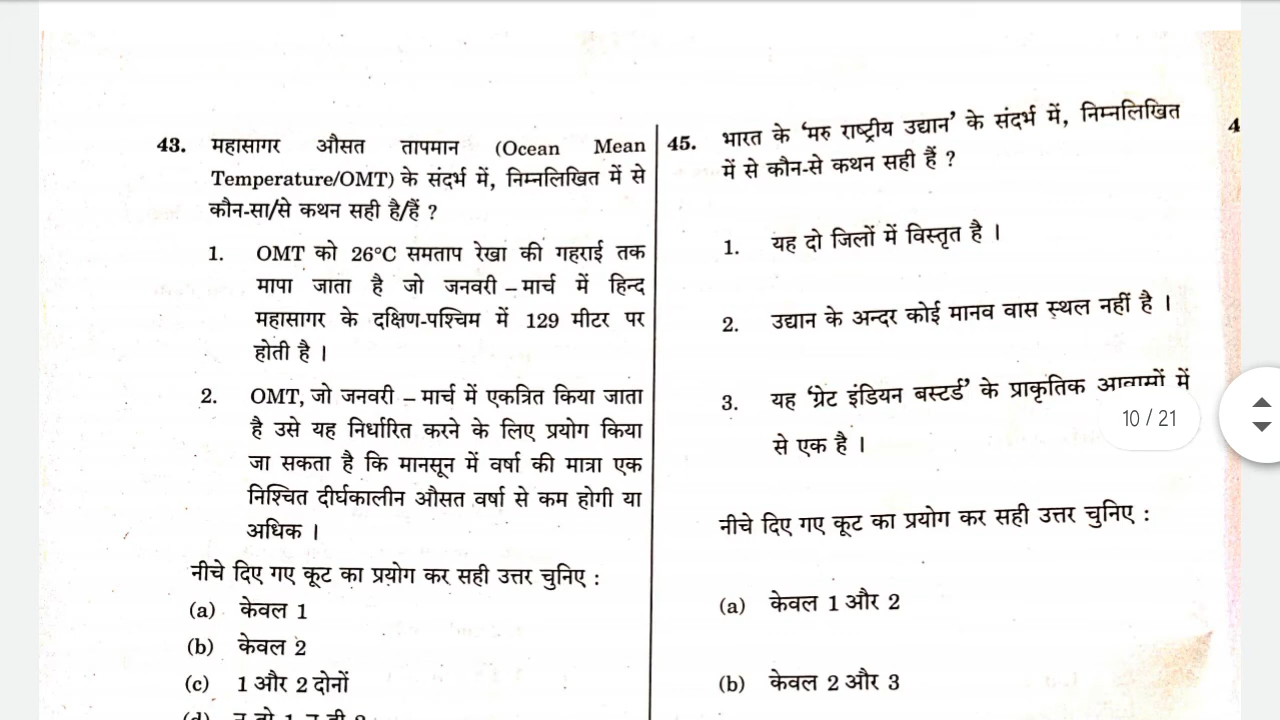 43. महासागर औसत तापमान (Ocean Mean
Temperature/OMT) के संदर्भ में, निम्नलिखित में से
कौन-सा/से कथन सही है/हैं ?
1. OMT को 26°C समताप रेखा की गहराई तक
मापा जाता है जो जनवरी – मार्च में हिन्द
महासागर के दक्षिण-पश्चिम में 129 मीटर पर
होती है ।
2. OMT, जो जनवरी – मार्च में एकत्रित किया जाता
है उसे यह निर्धारित करने के लिए प्रयोग किया
जा सकता है कि मानसून में वर्षा की मात्रा एक
निश्चित दीर्घकालीन औसत वर्षा से कम होगी या
अधिक ।
नीचे दिए गए कूट का प्रयोग कर सही उत्तर चुनिए :
(a) केवल 1
(b) केवल 2
(c) 1 और 2 दोनों
45. भारत के ‘मरु राष्ट्रीय उद्यान’ के संदर्भ में, निम्नलिखित
में से कौन-से कथन सही हैं ?
1. यह दो जिलों में विस्तृत है ।
2. उद्यान के अन्दर कोई मानव वास स्थल नहीं है ।
3. यह ‘ग्रेट इंडियन बस्टर्ड’ के प्राकृतिक में
से एक है ।
नीचे दिए गए कूट का प्रयोग कर सही उत्तर चुनिए :
(a) केवल 1 और 2
(b) केवल 2 और 3
4
10 / 21